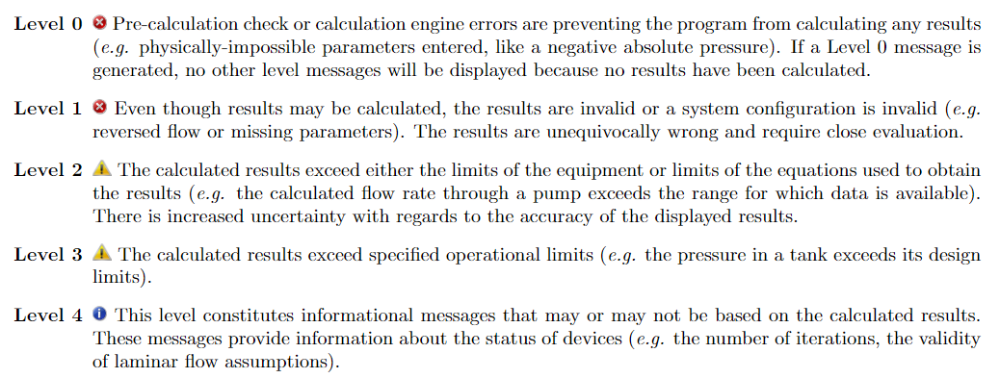 Level 0 Pre-calculation check or calculation engine errors are preventing the program from calculating any results
(e.g. physically-impossible parameters entered, like a negative absolute pressure). If a Level 0 message is
generated, no other level messages will be displayed because no results have been calculated.
Level 1 Even though results may be calculated, the results are invalid or a system configuration is invalid (e.g.
reversed flow or missing parameters). The results are unequivocally wrong and require close evaluation.
Level 2 The calculated results exceed either the limits of the equipment or limits of the equations used to obtain
the results (e.g. the calculated flow rate through a pump exceeds the range for which data is available).
There is increased uncertainty with regards to the accuracy of the displayed results.
Level 3 The calculated results exceed specified operational limits (e.g. the pressure in a tank exceeds its design
limits).
Level 4 This level constitutes informational messages that may or may not be based on the calculated results.
These messages provide information about the status of devices (e.g. the number of iterations, the validity
of laminar flow assumptions).